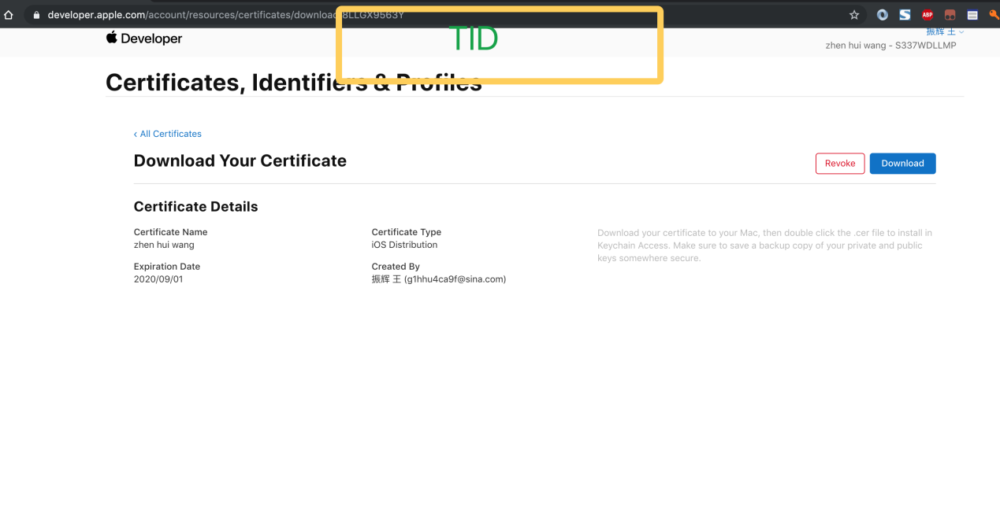 developer.apple.com/account/resources/certificates/download/8LLGX9563Y
ABP
Developer
TID
振辉 王
zhen hui wang - S337WDLLMP
Certificates, Identifiers & Profiles
‹ All Certificates
Download Your Certificate
Revoke
Download
Certificate Details
Certificate Name
zhen hui wang
Certificate Type
iOS Distribution
Download your certificate to your Mac, then double click the .cer file to install in
Keychain Access. Make sure to save a backup copy of your private and public
keys somewhere secure.
Expiration Date
2020/09/01
Created By
振辉 王 (g1hhu4ca9f@sina.com)